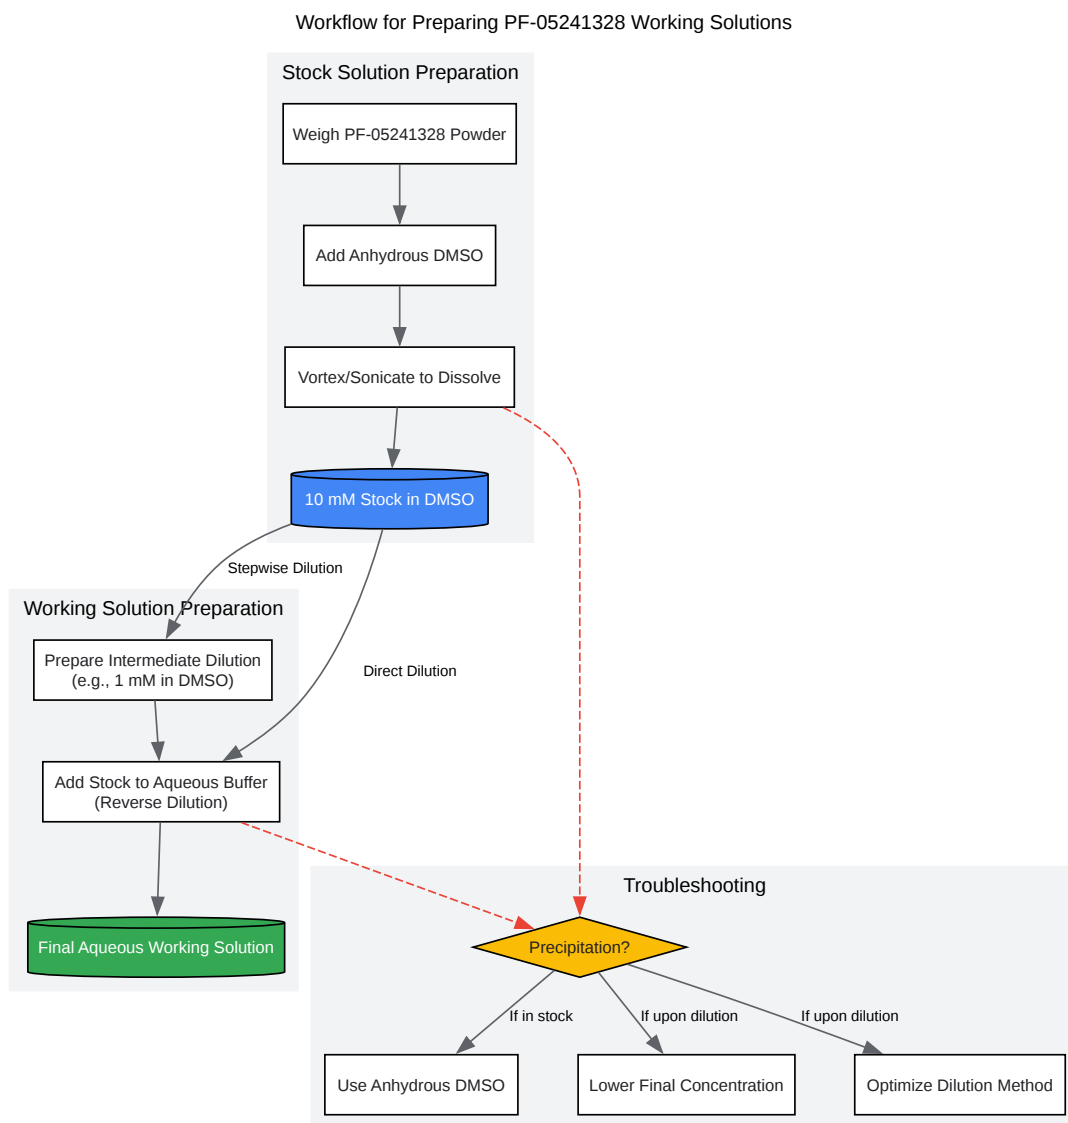 Workflow for Preparing PF-05241328 Working Solutions
Stock Solution Preparation
Weigh PF-05241328 Powder
Add Anhydrous DMSO
Vortex/Sonicate to Dissolve
10 mM Stock in DMSO
Stepwise Dilution
Working Solution Preparation
Prepare Intermediate Dilution
(e.g., 1 mM in DMSO)
Direct Dilution
Add Stock to Aqueous Buffer
(Reverse Dilution)
Final Aqueous Working Solution
Troubleshooting
Precipitation?
If in stock
If upon dilution
If upon dilution
Use Anhydrous DMSO
Lower Final Concentration
Optimize Dilution Method